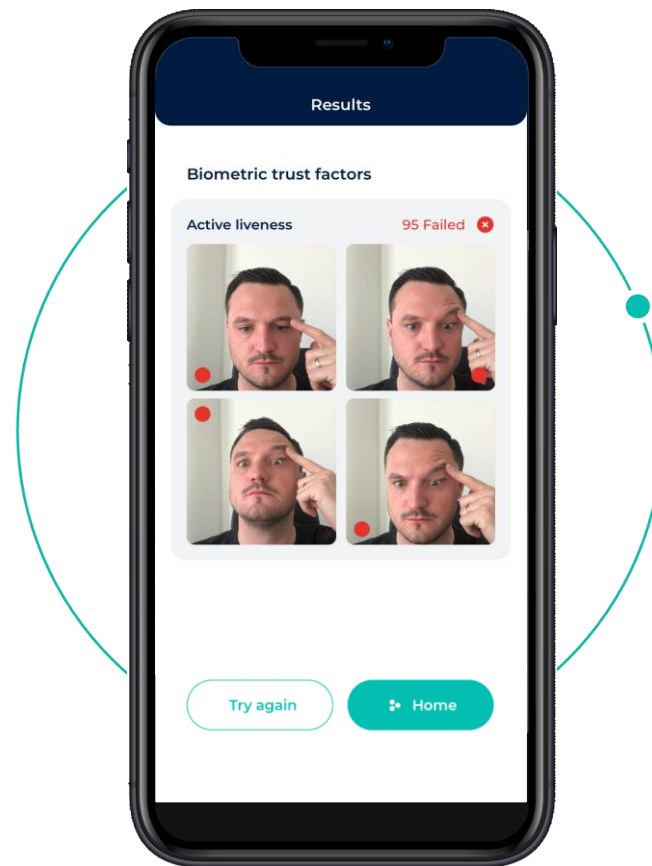 Results
Biometric trust factors
Active liveness 95 Failed
Try again Home